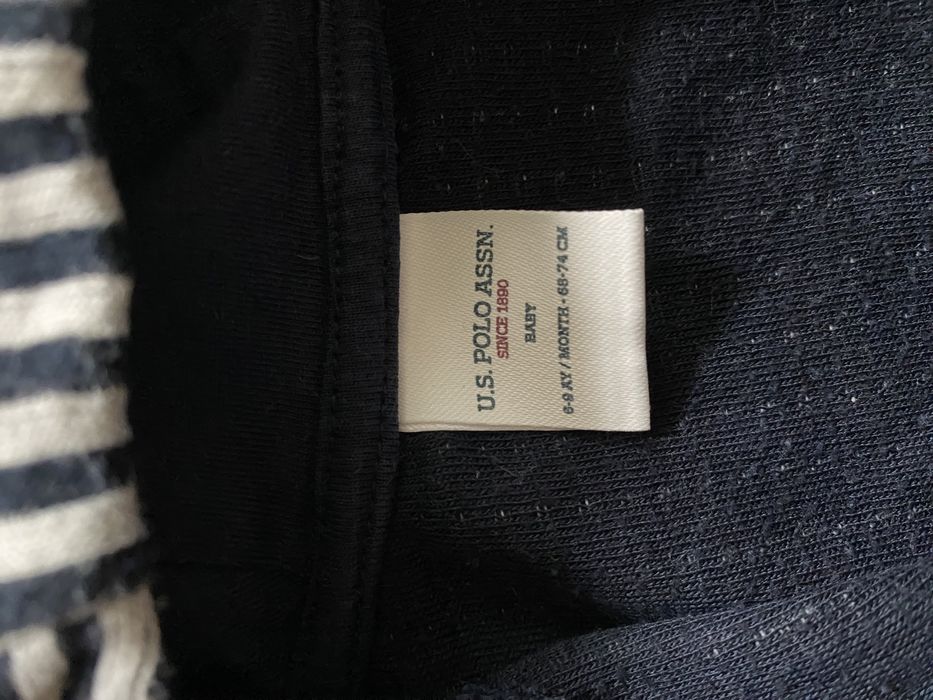 U.S. POLO ASSN.
SINCE 1890
BABY
6-9 AY / MONTH - 68-74 CM